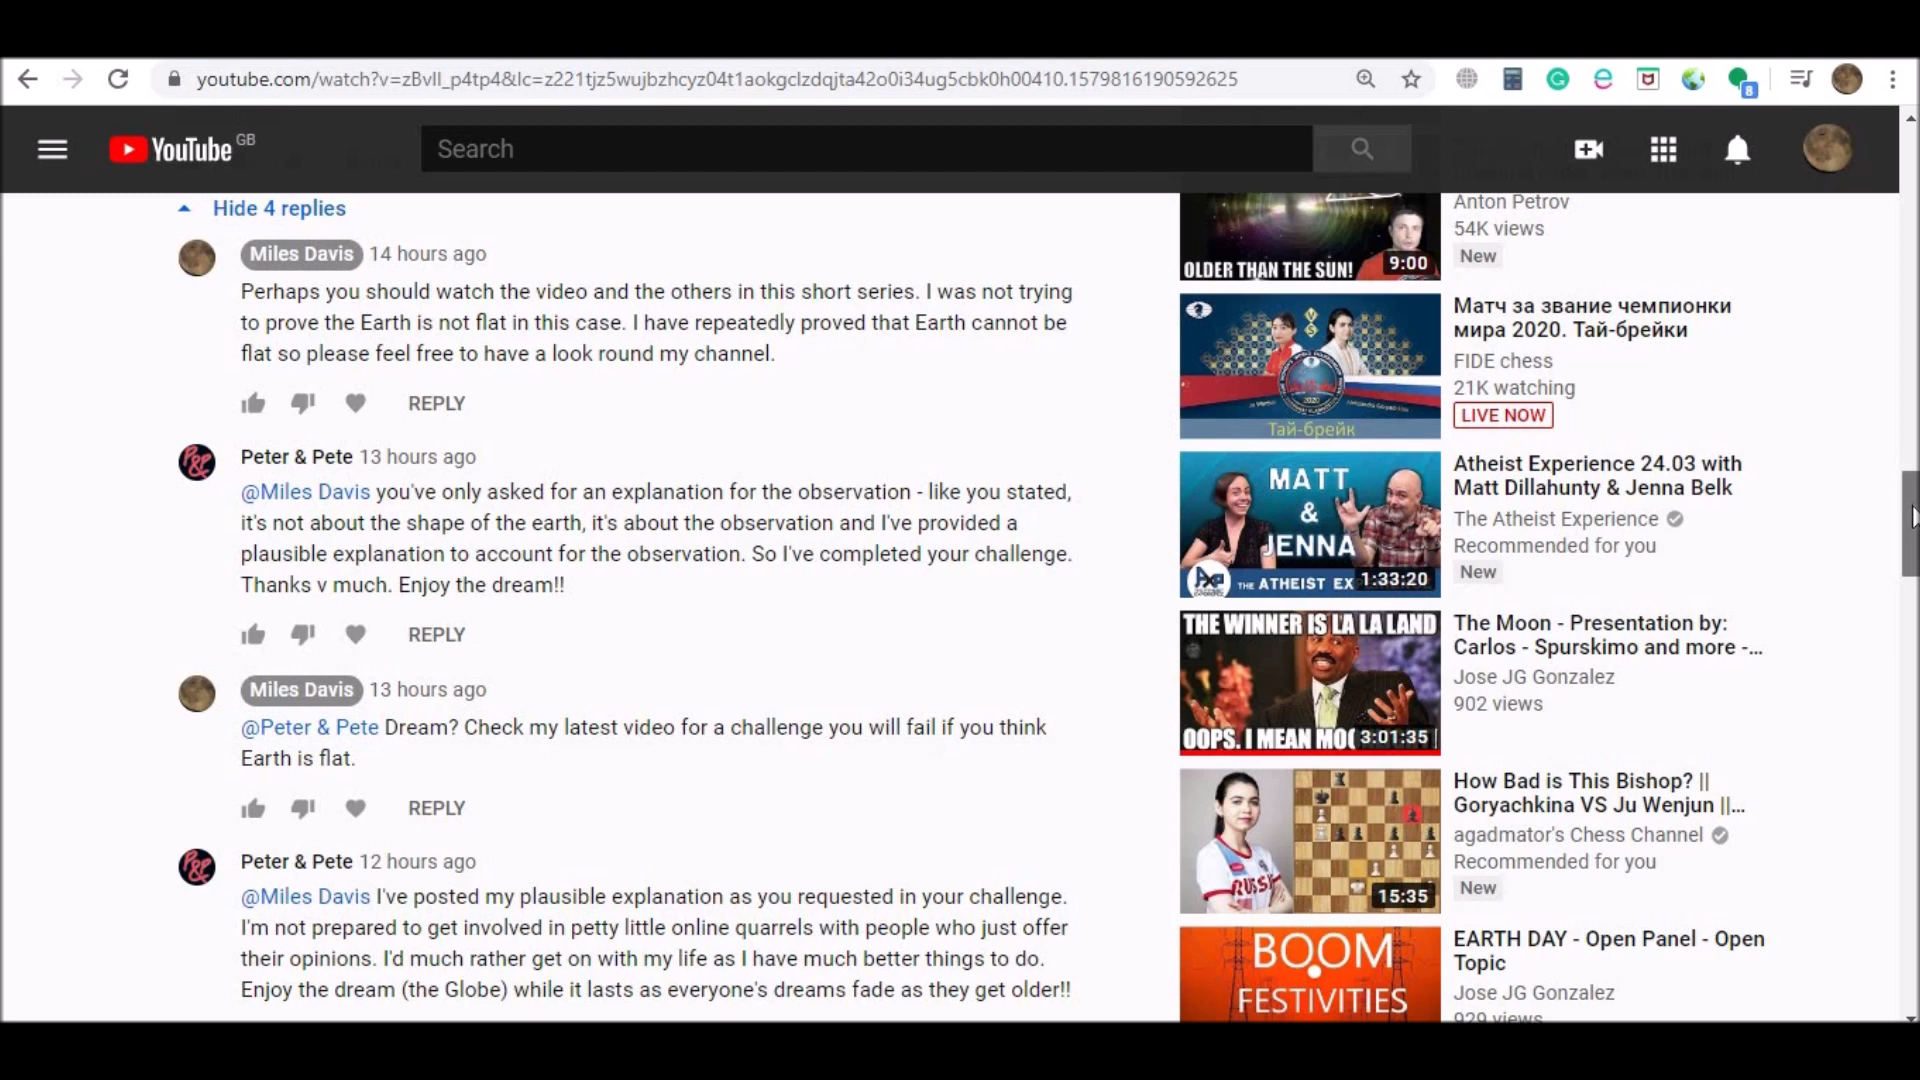 youtube.com/watch?v=zBvlI_p4tp4&lc=z221tjz5wujbzhcyz04t1aokgclzdqjta42o0i34ug5cbk0h00410.1579816190592625
8
YouTube GB
Search
Hide 4 replies
Miles Davis 14 hours ago
Perhaps you should watch the video and the others in this short series. I was not trying
to prove the Earth is not flat in this case. I have repeatedly proved that Earth cannot be
flat so please feel free to have a look round my channel.
REPLY
Peter & Pete 13 hours ago
@Miles Davis you've only asked for an explanation for the observation - like you stated,
it's not about the shape of the earth, it's about the observation and I've provided a
plausible explanation to account for the observation. So I've completed your challenge.
Thanks v much. Enjoy the dream!!
REPLY
Miles Davis 13 hours ago
@Peter & Pete Dream? Check my latest video for a challenge you will fail if you think
Earth is flat.
REPLY
Peter & Pete 12 hours ago
@Miles Davis I've posted my plausible explanation as you requested in your challenge.
I'm not prepared to get involved in petty little online quarrels with people who just offer
their opinions. I'd much rather get on with my life as I have much better things to do.
Enjoy the dream (the Globe) while it lasts as everyone's dreams fade as they get older!!
OLDER THAN THE SUN!
9:00
Anton Petrov
54K views
New
VS
2020
Тай-брейк
Матч за звание чемпионки
мира 2020. Тай-брейки
FIDE chess
21K watching
LIVE NOW
MATT
&
JENNA
THE ATHEIST EX
1:33:20
Atheist Experience 24.03 with
Matt Dillahunty & Jenna Belk
The Atheist Experience
Recommended for you
New
THE WINNER IS LA LA LAND
OOPS. I MEAN MO
3:01:35
The Moon - Presentation by:
Carlos - Spurskimo and more -...
Jose JG Gonzalez
902 views
RUSS
15:35
How Bad is This Bishop? ||
Goryachkina VS Ju Wenjun ||...
agadmator's Chess Channel
Recommended for you
New
BOOM
FESTIVITIES
EARTH DAY - Open Panel - Open
Topic
Jose JG Gonzalez
929 views